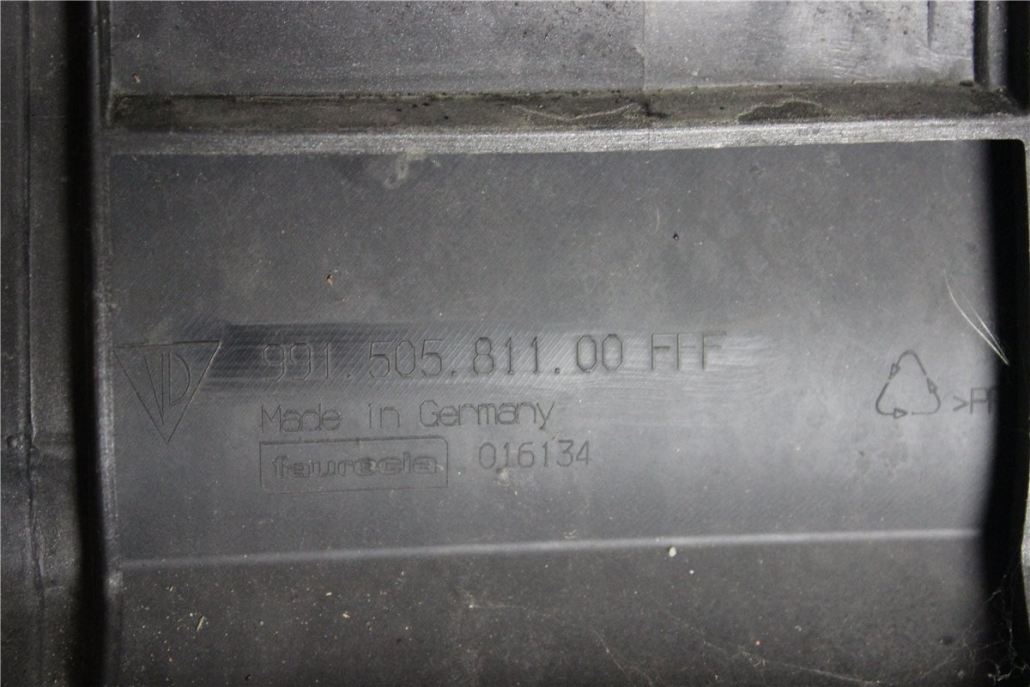 991.505.811.00 FFF
Made in Germany
faurecia 016134